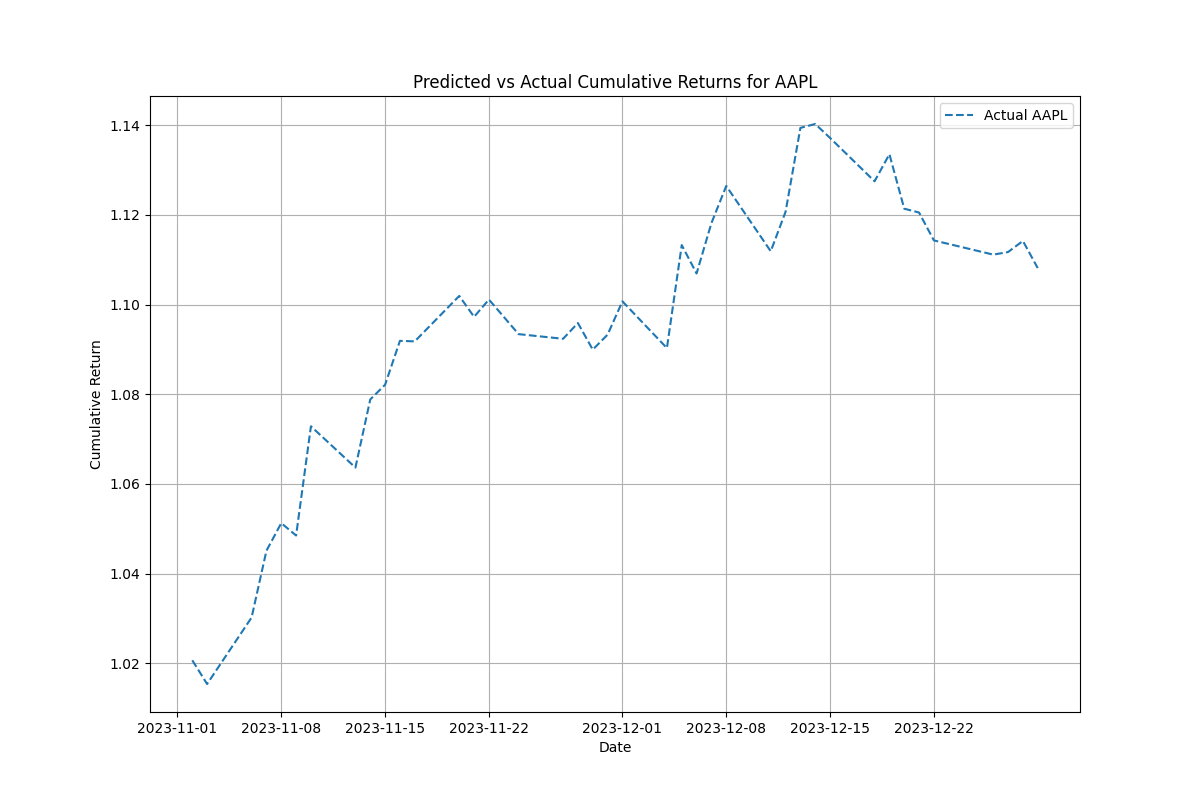 Predicted vs Actual Cumulative Returns for AAPL
Actual AAPL
1.14
1.12
1.10
1.08
1.06
1.04
1.02
Cumulative Return
2023-11-01 2023-11-08 2023-11-15 2023-11-22 2023-12-01 2023-12-08 2023-12-15 2023-12-22
Date